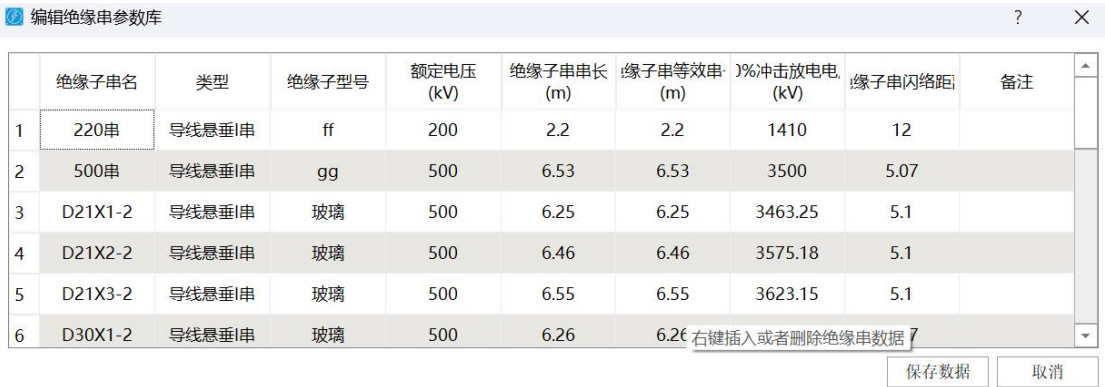 编辑绝缘串参数库 ? ×
绝缘子串名 类型 绝缘子型号 额定电压 (kV) 绝缘子串串长 (m) 缘子串等效串 (m) %冲击放电电 (kV) 缘子串闪络距 备注
1 220串 导线悬垂I串 ff 200 2.2 2.2 1410 12
2 500串 导线悬垂I串 gg 500 6.53 6.53 3500 5.07
3 D21X1-2 导线悬垂I串 玻璃 500 6.25 6.25 3463.25 5.1
4 D21X2-2 导线悬垂I串 玻璃 500 6.46 6.46 3575.18 5.1
5 D21X3-2 导线悬垂I串 玻璃 500 6.55 6.55 3623.15 5.1
6 D30X1-2 导线悬垂I串 玻璃 500 6.26 6.26 7
右键插入或者删除绝缘串数据
保存数据 取消